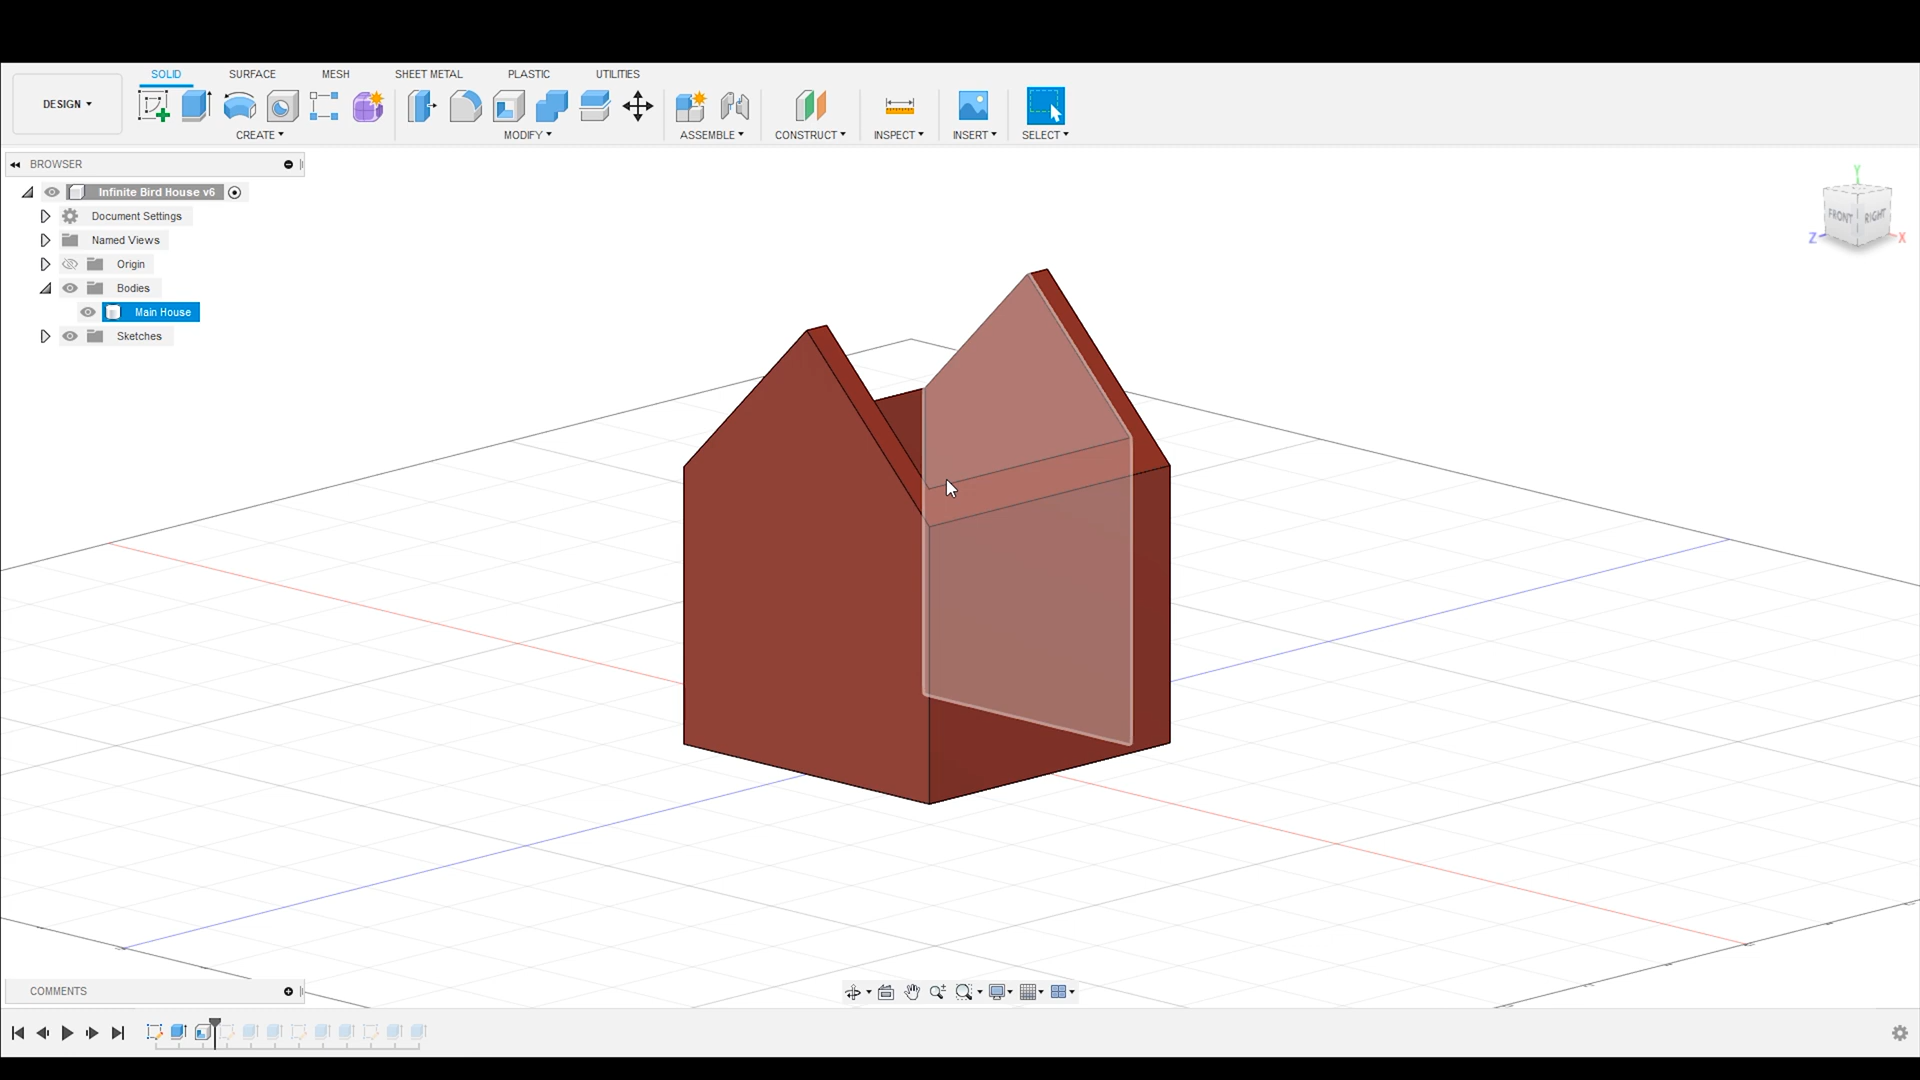 SOLID SURFACE MESH SHEET METAL PLASTIC UTILITIES
DESIGN
CREATE MODIFY ASSEMBLE CONSTRUCT INSPECT INSERT SELECT
BROWSER
Infinite Bird House v6
Document Settings
Named Views
Origin
Bodies
Main House
Sketches
Y
FRONT RIGHT
Z X
COMMENTS